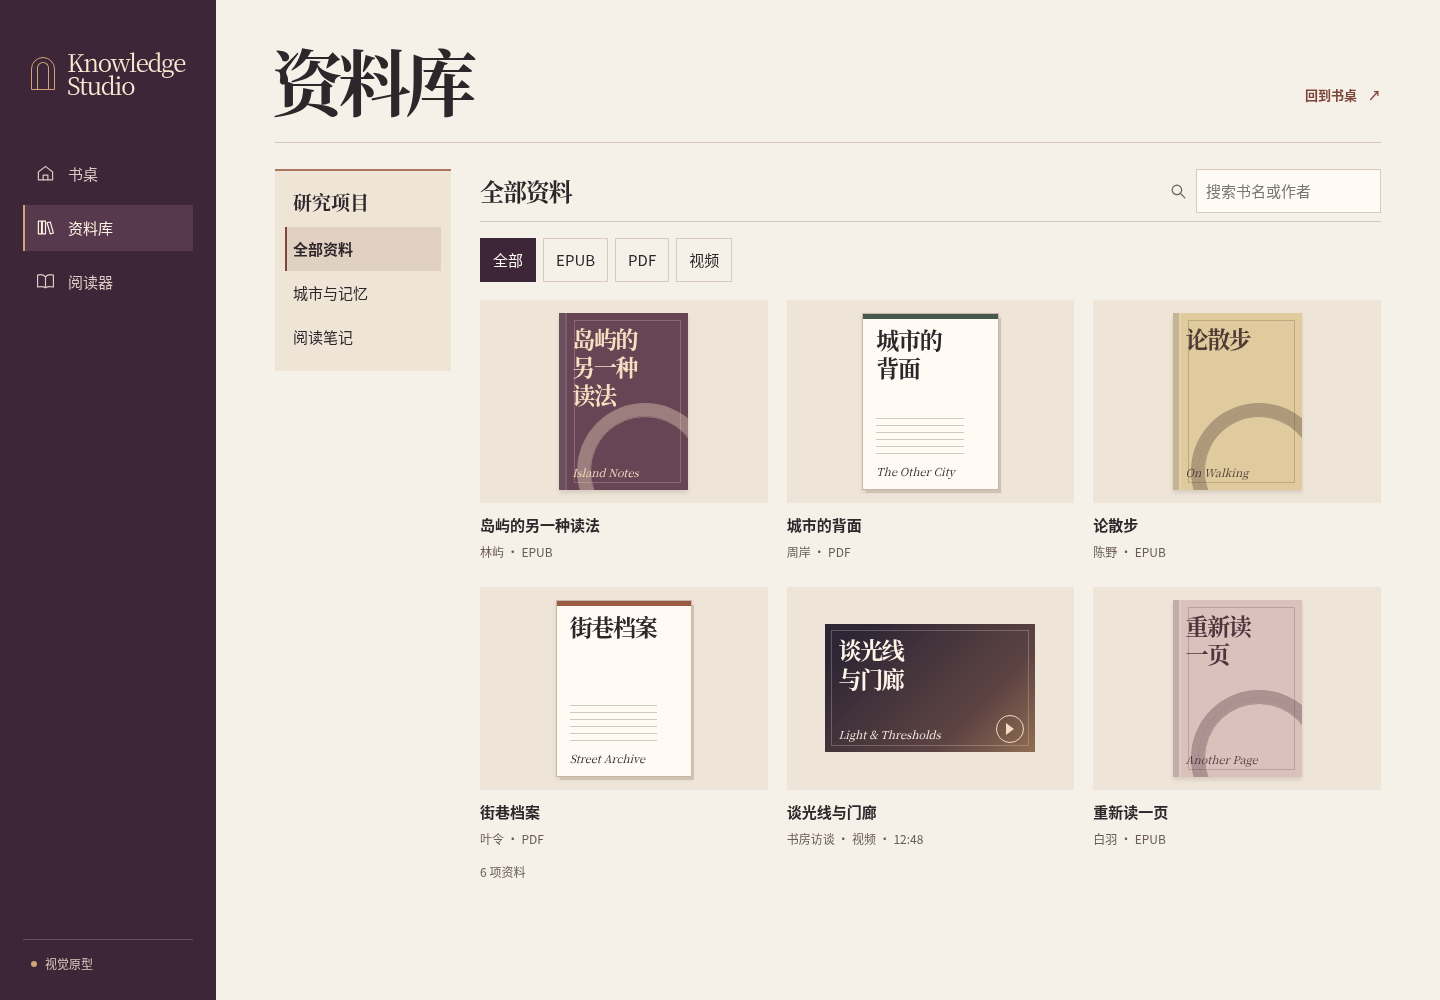 Knowledge
Studio
书桌
资料库
阅读器
视觉原型
资料库
回到书桌 ↗
研究项目
全部资料
城市与记忆
阅读笔记
全部资料
搜索书名或作者
全部
EPUB
PDF
视频
岛屿的
另一种
读法
Island Notes
岛屿的另一种读法
林屿 · EPUB
城市的
背面
The Other City
城市的背面
周岸 · PDF
论散步
On Walking
论散步
陈野 · EPUB
街巷档案
Street Archive
街巷档案
叶令 · PDF
谈光线
与门廊
Light & Thresholds
谈光线与门廊
书房访谈 · 视频 · 12:48
重新读
一页
Another Page
重新读一页
白羽 · EPUB
6 项资料